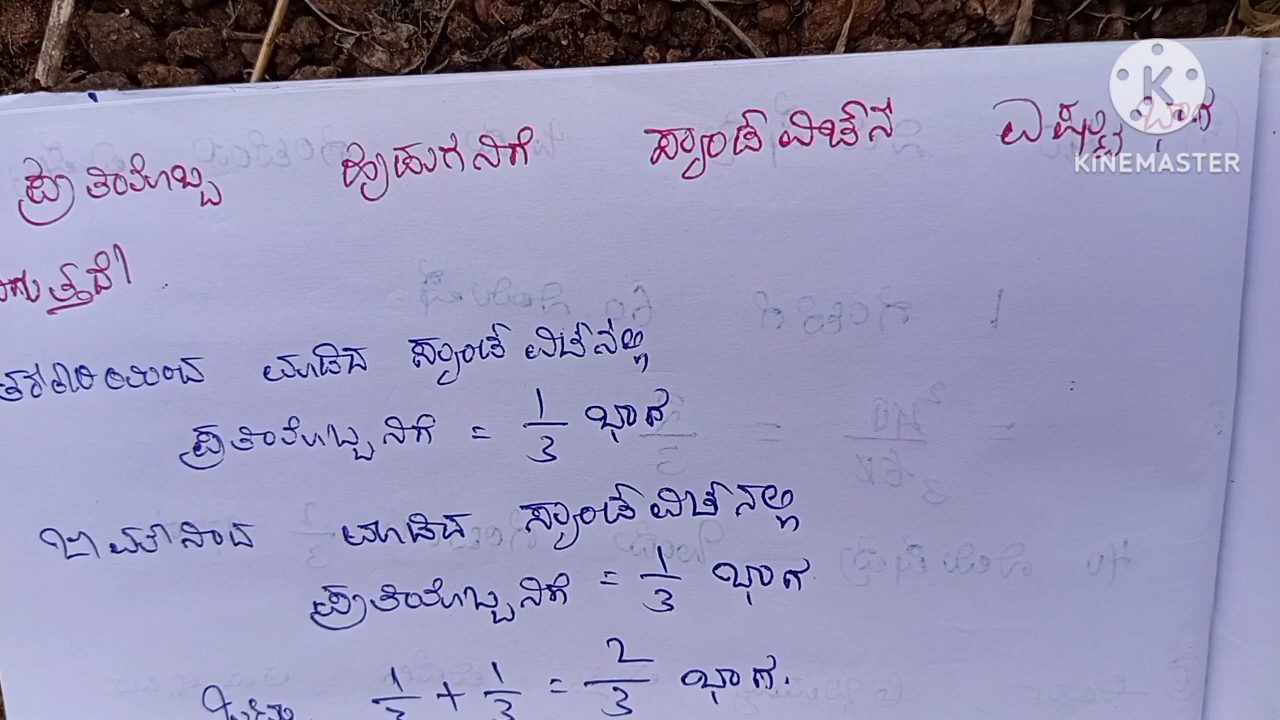 ಪ್ರತಿಯೊಬ್ಬ ಹುಡುಗನಿಗೆ ಸ್ಯಾಂಡ್ ವಿಚ್‌ನ ಎಷ್ಟು ಭಾಗ
KINEMASTER
ಗುತ್ತದೆ
ತರಕಾರಿಯಿಂದ ಮಾಡಿದ ಸ್ಯಾಂಡ್ ವಿಚ್‌ನಲ್ಲಿ
ಪ್ರತಿಯೊಬ್ಬನಿಗೆ = 1/3 ಭಾಗ
ಜಾಮಿನಿಂದ ಮಾಡಿದ ಸ್ಯಾಂಡ್ ವಿಚ್‌ನಲ್ಲಿ
ಪ್ರತಿಯೊಬ್ಬನಿಗೆ = 1/3 ಭಾಗ
1/3 + 1/3 = 2/3 ಭಾಗ.